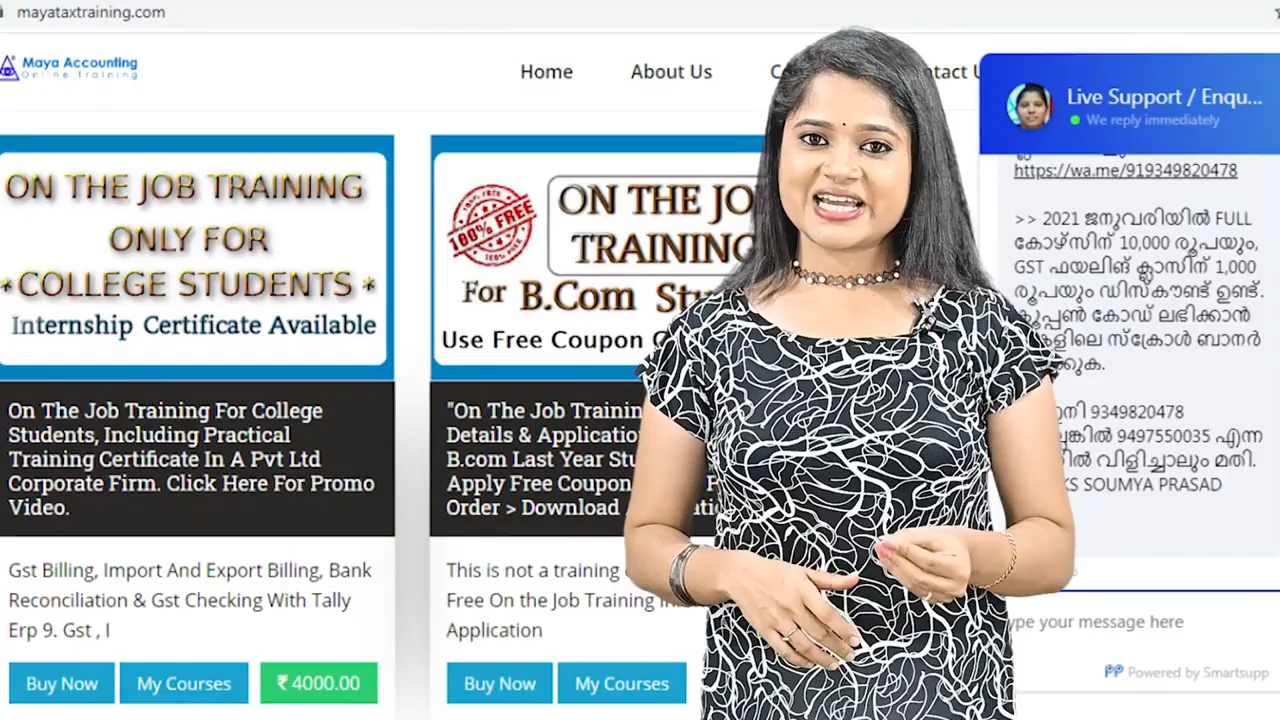 mayataxtraining.com
Maya Accounting
Online Training
Home
About Us
Live Support / Enqu...
We reply immediately
https://wa.me/919349820478
>> 2021 ജനുവരിയിൽ FULL
കോഴ്സിന് 10,000 രൂപയും,
GST ഫയലിങ് ക്ലാസിന് 1,000
രൂപയും ഡിസ്കൗണ്ട് ഉണ്ട്.
കൂപ്പൺ കോഡ് ലഭിക്കാൻ
സ്ക്രോൾ ബാനർ
9349820478
9497550035 എന്ന
വിളിച്ചാലും മതി.
SOUMYA PRASAD
type your message here
Powered by Smartsupp
ON THE JOB TRAINING
ONLY FOR
*COLLEGE STUDENTS *
Internship Certificate Available
On The Job Training For College
Students, Including Practical
Training Certificate In A Pvt Ltd
Corporate Firm. Click Here For Promo
Video.
Gst Billing, Import And Export Billing, Bank
Reconciliation & Gst Checking With Tally
Erp 9. Gst , I
Buy Now
My Courses
₹ 4000.00
100% FREE
ON THE JO
TRAINING
For B.Com
Use Free Coupon
"On The Job Training
Details &
B.com Last Year
Apply Free Coupon
Order > Download
This is not a training
Free On the Job Training
Application
Buy Now
My Courses